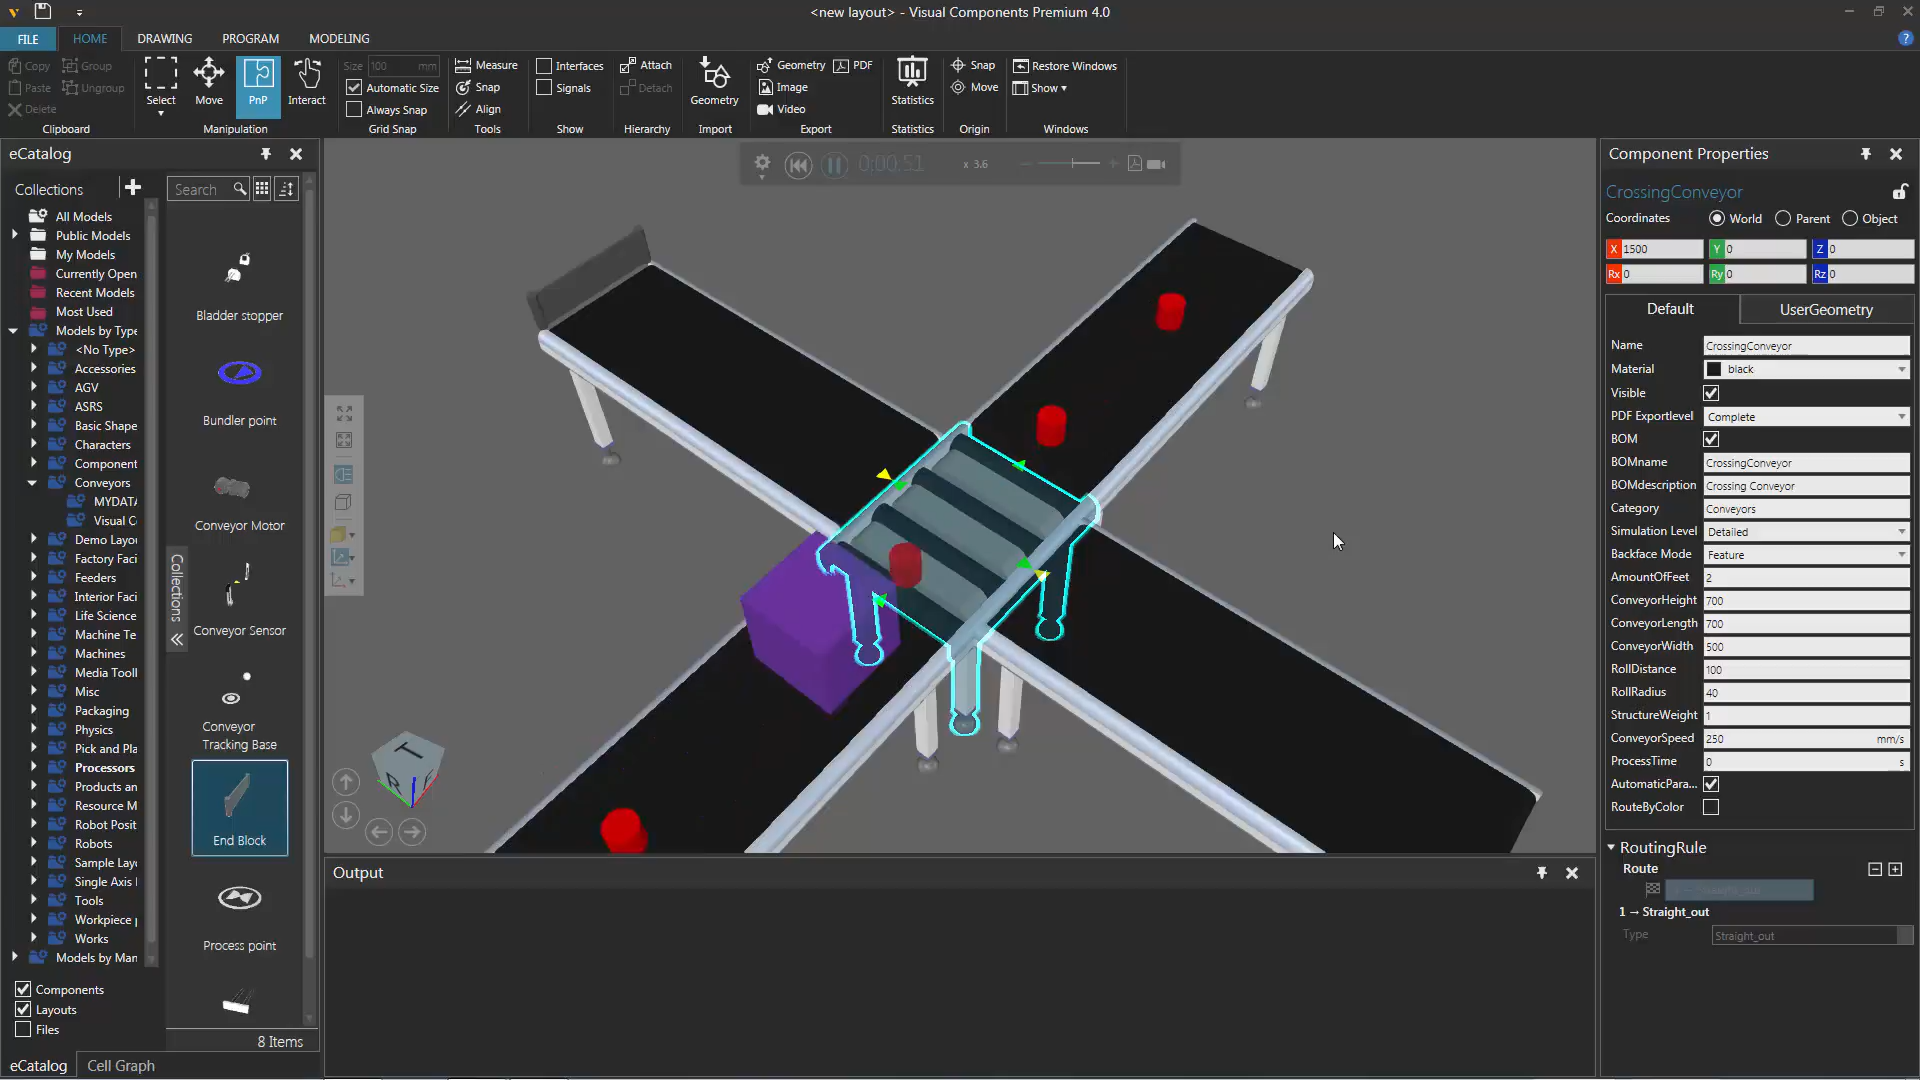 <new layout> - Visual Components Premium 4.0
FILE HOME DRAWING PROGRAM MODELING
Copy Group
Paste Ungroup
Delete
Clipboard
Select Move PnP Interact
Manipulation
Size 100 mm
Automatic Size
Always Snap
Grid Snap
Measure
Snap
Align
Tools
Interfaces
Signals
Show
Attach
Detach
Hierarchy
Geometry
Import
Geometry PDF
Image
Video
Export
Statistics
Statistics
Snap
Move
Origin
Restore Windows
Show
Windows
eCatalog
Collections
Search
All Models
Public Models
My Models
Currently Open
Recent Models
Most Used
Models by Type
<No Type>
Accessories
AGV
ASRS
Basic Shape
Characters
Component
Conveyors
MYDATA
Visual C
Demo Layou
Factory Facil
Feeders
Interior Faci
Life Science
Machine Te
Machines
Media Tooll
Misc
Packaging
Physics
Pick and Pla
Processors
Products an
Resource M
Robot Posit
Robots
Sample Layo
Single Axis
Tools
Workpiece
Works
Models by Man
Components
Layouts
Files
Bladder stopper
Bundler point
Conveyor Motor
Conveyor Sensor
Conveyor
Tracking Base
End Block
Process point
8 Items
Collections
eCatalog Cell Graph
0:00:51 x 3.6
T
R F
Output
Component Properties
CrossingConveyor
Coordinates World Parent Object
X 1500 Y 0 Z 0
Rx 0 Ry 0 Rz 0
Default UserGeometry
Name CrossingConveyor
Material black
Visible
PDF Exportlevel Complete
BOM
BOMname CrossingConveyor
BOMdescription Crossing Conveyor
Category Conveyors
Simulation Level Detailed
Backface Mode Feature
AmountOfFeet 2
ConveyorHeight 700
ConveyorLength 700
ConveyorWidth 500
RollDistance 100
RollRadius 40
StructureWeight 1
ConveyorSpeed 250 mm/s
ProcessTime 0 s
AutomaticPara...
RouteByColor
RoutingRule
Route
1 → Straight_out
Type Straight_out